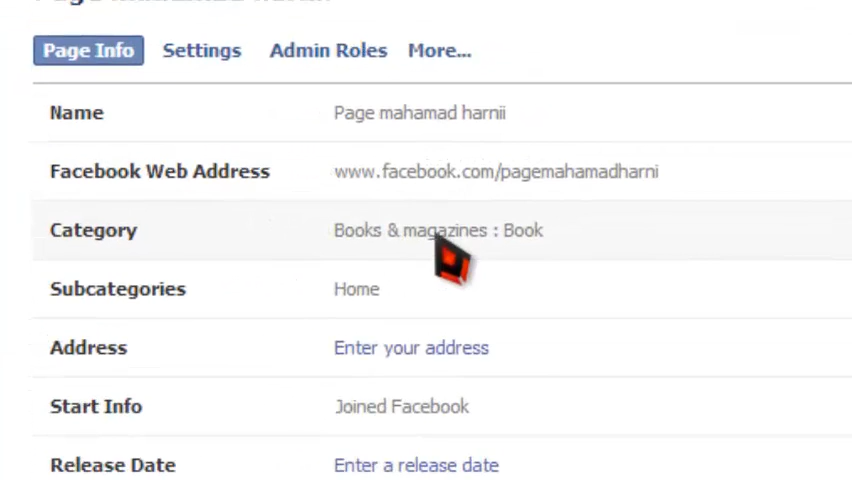 Page Info Settings Admin Roles More...
Name Page mahamad harnii
Facebook Web Address www.facebook.com/pagemahamadharni
Category Books & magazines : Book
Subcategories Home
Address Enter your address
Start Info Joined Facebook
Release Date Enter a release date